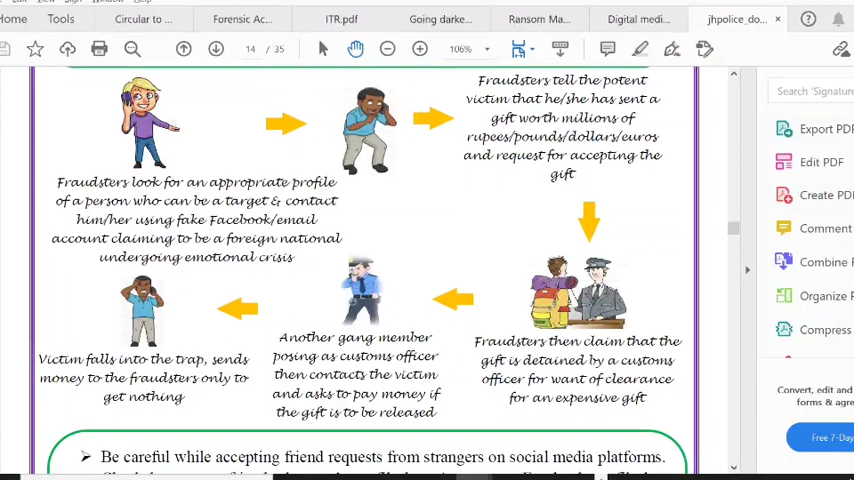 Home
Tools
Circular to ...
Forensic Ac...
ITR.pdf
Going darke...
Ransom Ma...
Digital medi...
jhpolice_do... ×
14 / 35
106%
Fraudsters tell the potent
victim that he/she has sent a
gift worth millions of
rupees/pounds/dollars/euros
and request for accepting the
gift
Fraudsters look for an appropriate profile
of a person who can be a target & contact
him/her using fake Facebook/email
account claiming to be a foreign national
undergoing emotional crisis
Fraudsters then claim that the
gift is detained by a customs
officer for want of clearance
for an expensive gift
Another gang member
posing as customs officer
then contacts the victim
and asks to pay money if
the gift is to be released
Victim falls into the trap, sends
money to the fraudsters only to
get nothing
Be careful while accepting friend requests from strangers on social media platforms.
Search 'Signature
Export PDF
Edit PDF
Create PDF
Comment
Combine
Organize
Compress
Convert, edit and
forms & agre
Free 7-Day